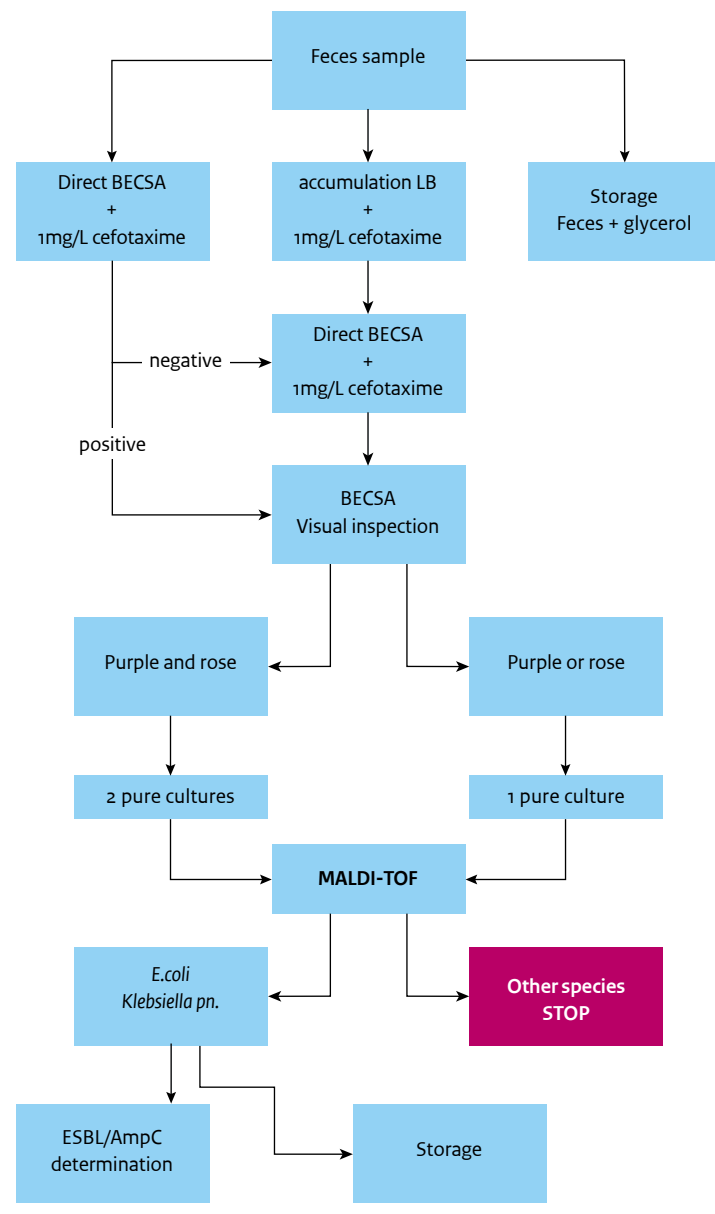 Feces sample
Direct BECSA
+
1mg/L cefotaxime
accumulation LB
+
1mg/L cefotaxime
Storage
Feces + glycerol
Direct BECSA
+
1mg/L cefotaxime
negative
positive
BECSA
Visual inspection
Purple and rose
Purple or rose
2 pure cultures
1 pure culture
MALDI-TOF
E.coli
Klebsiella pn.
Other species
STOP
ESBL/AmpC
determination
Storage